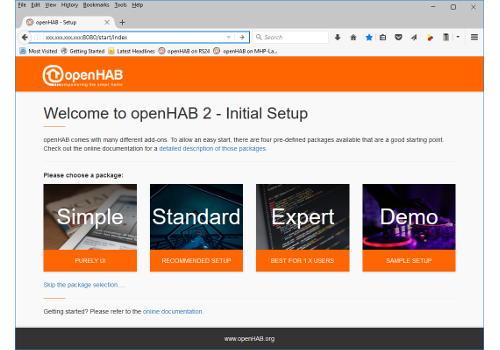 File Edit View History Bookmarks Tools Help
openHAB - Setup
xxx.xxx.xxx.xxx:8080/start/index
Search
Most Visited Getting Started Latest Headlines openHAB on RS24 openHAB on MHP-La...
openHAB
empowering the smart home
Welcome to openHAB 2 - Initial Setup
openHAB comes with many different add-ons. To allow an easy start, there are four pre-defined packages available that are a good starting point.
Check out the online documentation for a detailed description of those packages.
Please choose a package:
Simple Standard Expert Demo
PURELY UI RECOMMENDED SETUP BEST FOR 1.X USERS SAMPLE SETUP
Skip the package selection....
Getting started? Please refer to the online documentation.
www.openHAB.org